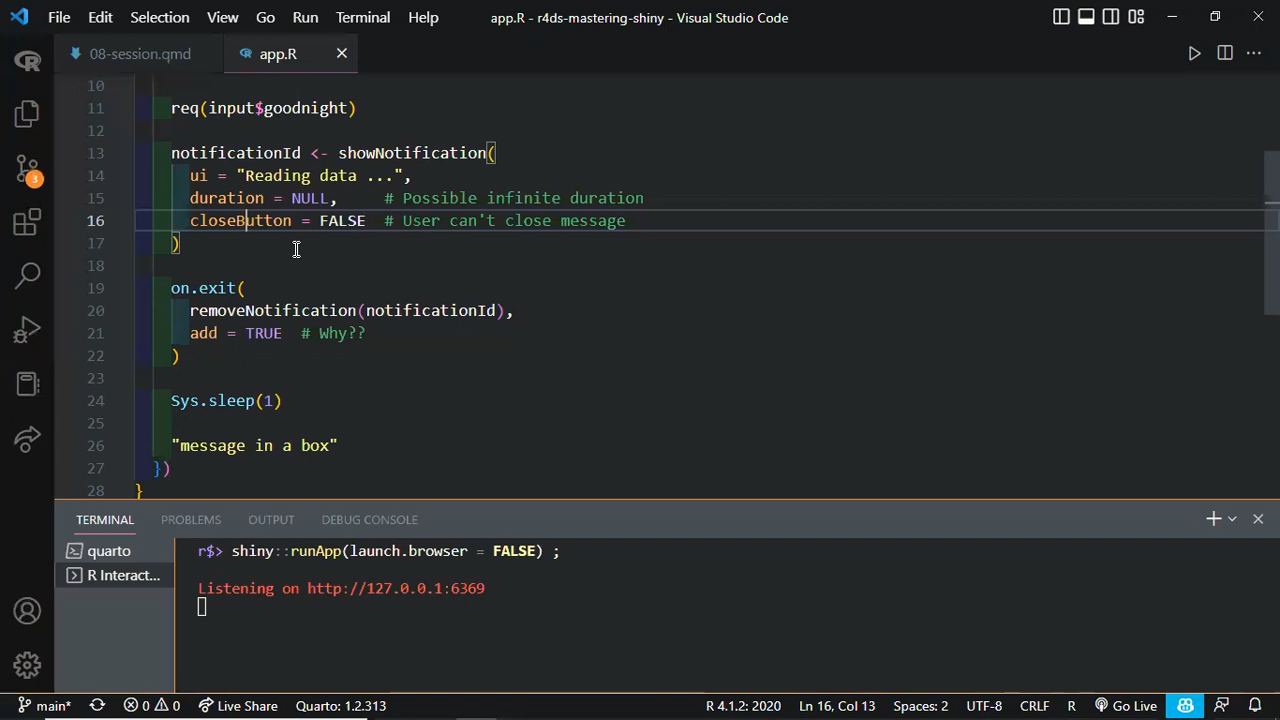 File Edit Selection View Go Run Terminal Help app.R - r4ds-mastering-shiny - Visual Studio Code
08-session.qmd app.R
10
11 req(input$goodnight)
12
13 notificationId <- showNotification(
14 ui = "Reading data ...",
15 duration = NULL, # Possible infinite duration
16 closeButton = FALSE # User can't close message
17 )
18
19 on.exit(
20 removeNotification(notificationId),
21 add = TRUE # Why??
22 )
23
24 Sys.sleep(1)
25
26 "message in a box"
27 })
28 }
3
TERMINAL PROBLEMS OUTPUT DEBUG CONSOLE
quarto
R Interact...
r$> shiny::runApp(launch.browser = FALSE) ;
Listening on http://127.0.0.1:6369
main* 0 0 Live Share Quarto: 1.2.313 R 4.1.2: 2020 Ln 16, Col 13 Spaces: 2 UTF-8 CRLF R Go Live